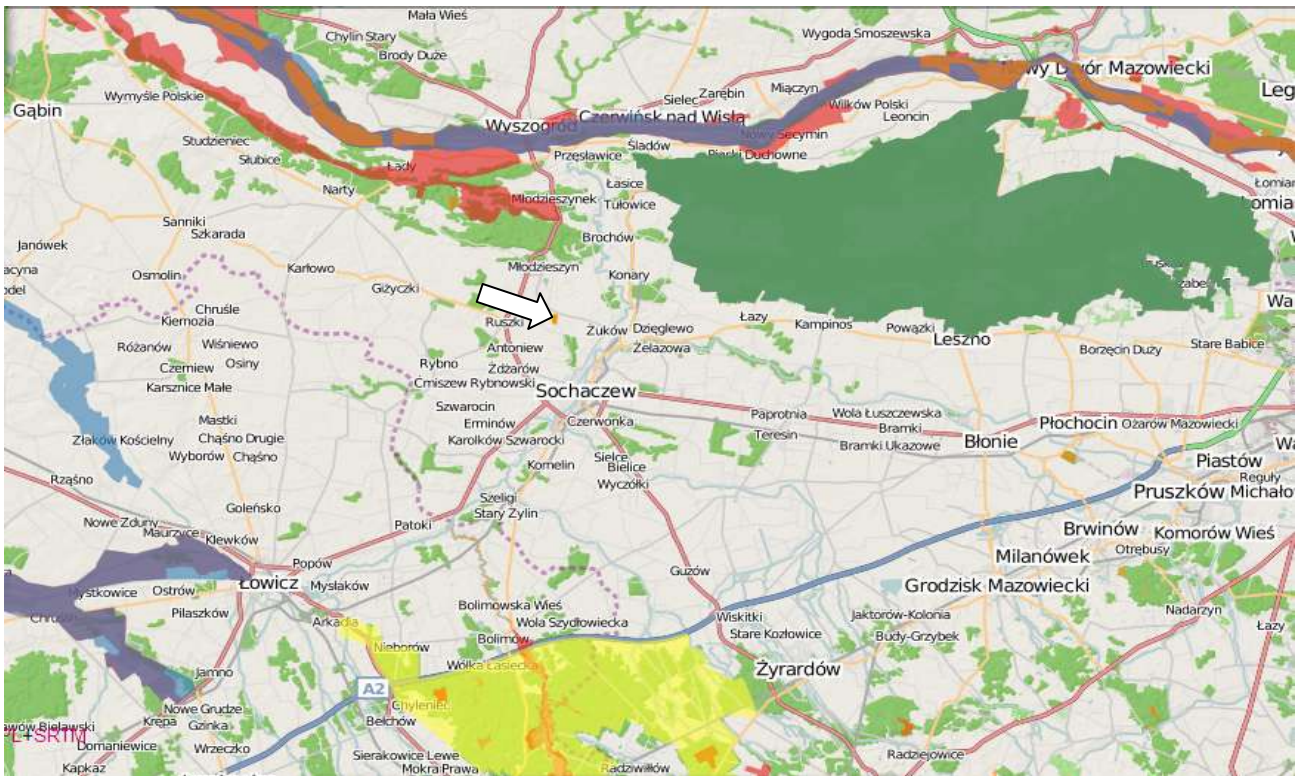 Mała Wieś
Chylin Stary
Wygoda Smoszewska
Brody Duże
Wymyśle Polskie
Gąbin
Zarębin
Miączyn
Sielec
Wilków Polski
Leoncin
Wyszogród
Czerwińsk nad Wisłą
Nowy Secymin
Studzieniec
Słubice
Łady
Przęsławice
Śladów
Piaski Duchowne
Narty
Łasice
Młodzieszynek
Tułowice
Sanniki
Szkarada
Brochów
Janówek
Osmolin
Karłowo
Młodzieszyn
Konary
Giżyczki
Chruśle
Kiernozia
Ruszki
Żuków
Dzięglewo
Łazy
Kampinos
Powązki
Leszno
Różanów
Wiśniewo
Antoniew
Żelazowa
Borzęcin Duży
Stare Babice
Czerniew
Osiny
Rybno
Żdżarów
Karsznice Małe
Ćmiszew Rybnowski
Sochaczew
Szwarocin
Mastki
Erminów
Czerwonka
Paprotnia
Wola Łuszczewska
Płochocin
Ożarów Mazowiecki
Złaków Kościelny
Chąśno Drugie
Karolków Szwarocki
Teresin
Bramki
Bramki Ukazowe
Błonie
Wyborów
Chąśno
Sielce
Komelin
Bielice
Piastów
Rząśno
Wyczółki
Reguły
Szeligi
Pruszków
Goleńsko
Stary Żylin
Nowe Zduny
Maurzyce
Klewków
Patoki
Brwinów
Komorów Wieś
Popów
Guzów
Milanówek
Otrębusy
Łowicz
Mysłaków
Grodzisk Mazowiecki
Ostrów
Pilaszków
Bolimowska Wieś
Wola Szydłowiecka
Wiskitki
Jaktorów-Kolonia
Nadarzyn
Arkadia
Stare Kozłowice
Budy-Grzybek
Łazy
Nieborów
Bolimów
Jamno
Wólka Łasiecka
Żyrardów
A2
Nowe Grudze
Chyleniec
Krępa
Gzinka
Bełchów
Domaniewice
Wrzeczko
Sierakowice Lewe
Radziejowice
Kapkaz
Mokra Prawa
Radziwiłłów